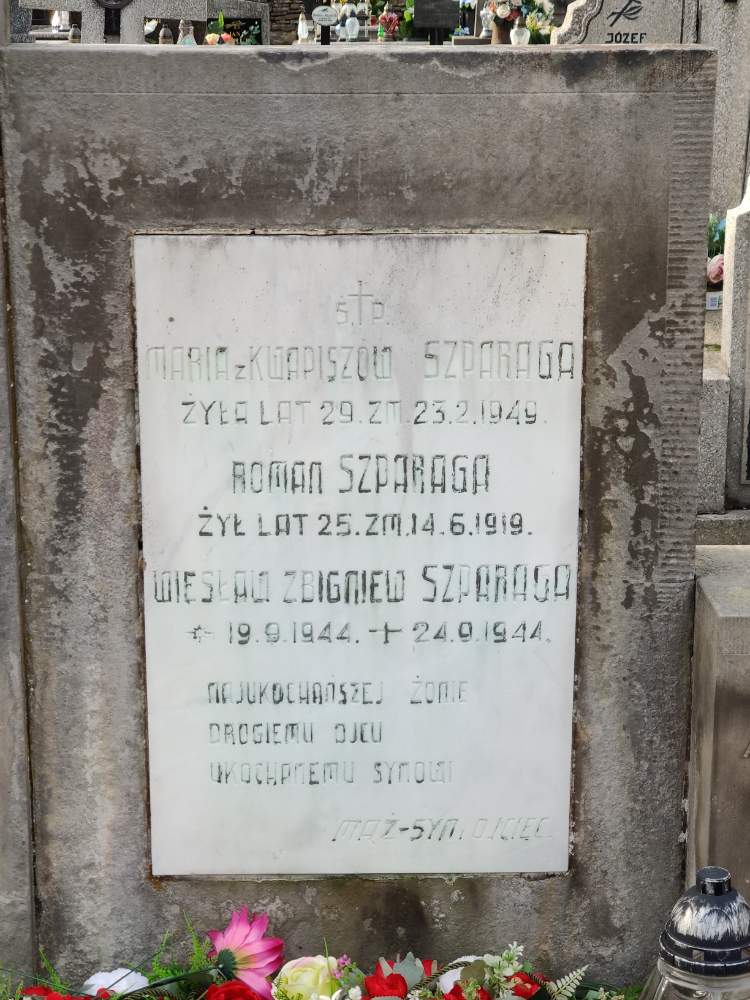 JÓZEF
Ś.†P.
MARIA z KWAPISZÓW SZPARAGA
ŻYŁA LAT 29. ZM. 23.2.1949.
ROMAN SZPARAGA
ŻYŁ LAT 25. ZM. 14.6.1919.
WIESŁAW ZBIGNIEW SZPARAGA
* 19.9.1944. + 24.9.1944.
NAJUKOCHAŃSZEJ ŻONIE
DROGIEMU OJCU
UKOCHANEMU SYNOWI
MĄŻ-SYN i OJCIEC